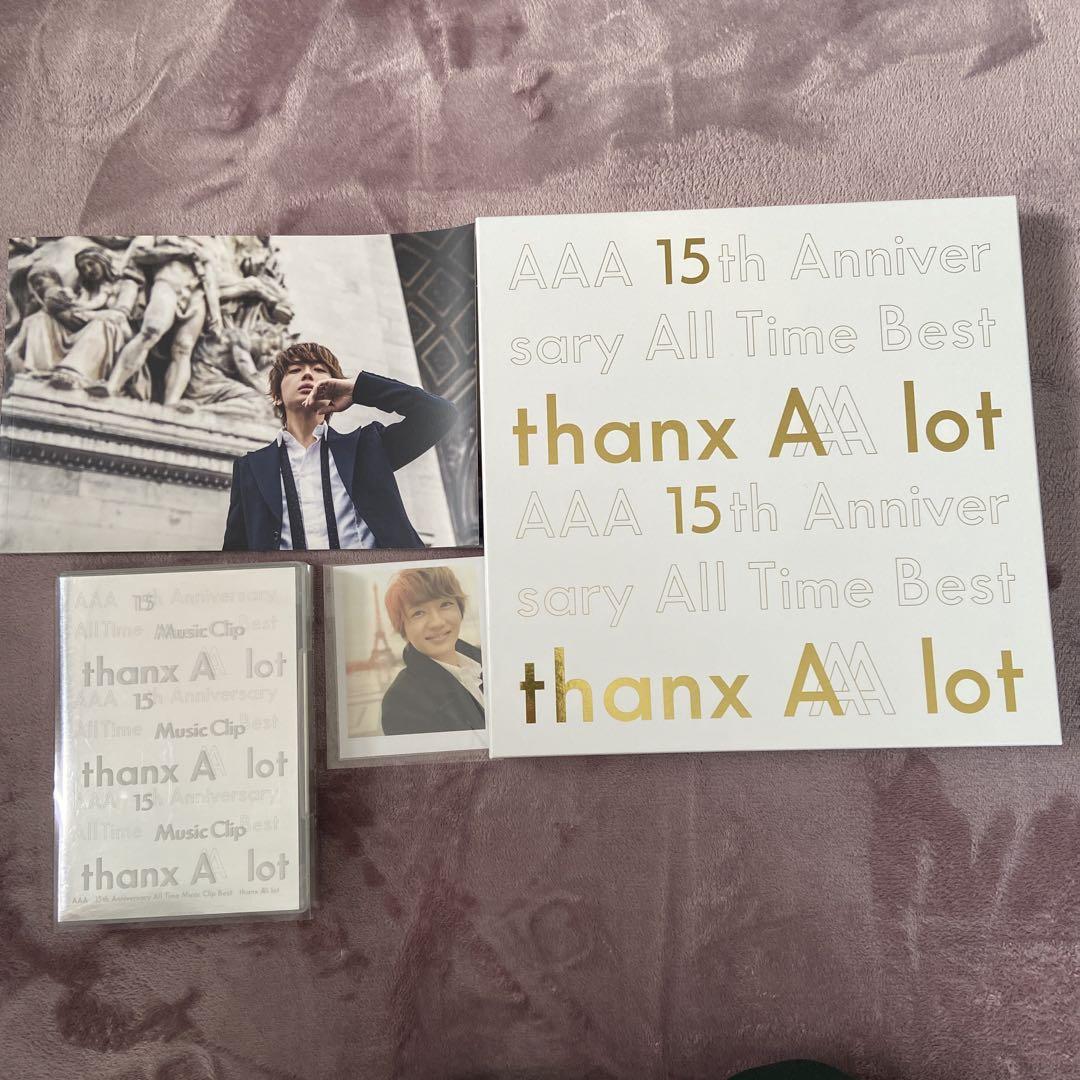 AAA 15th Anniver
sary All Time Best
thanx AAA lot
AAA 15th Anniver
sary All Time Best
thanx AAA lot
AAA 15th Anniversary
All Time Music Clip Best
thanx AAA lot
AAA 15th Anniversary
All Time Music Clip Best
thanx AAA lot
AAA 15th Anniversary
All Time Music Clip Best
thanx AAA lot
AAA 15th Anniversary All Time Music Clip Best thanx AAA lot